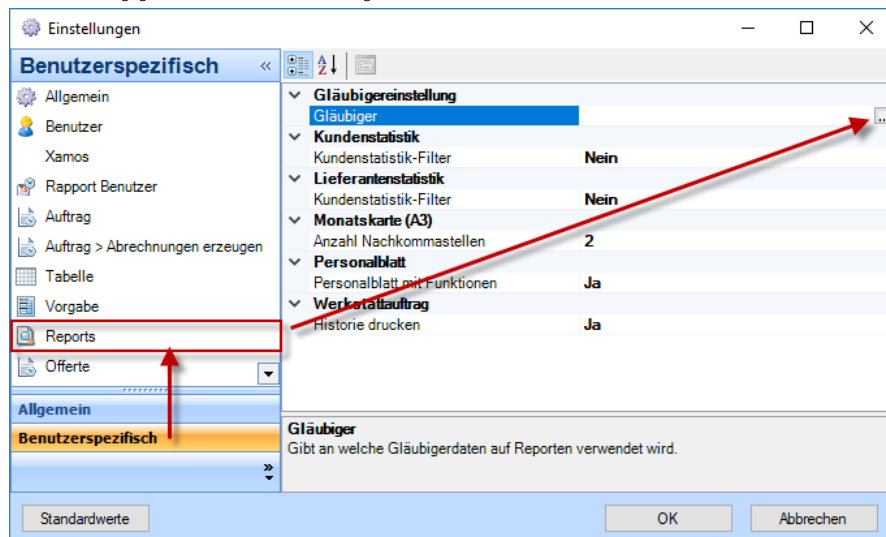 Einstellungen
Benutzerspezifisch «
Allgemein
Benutzer
Xamos
Rapport Benutzer
Auftrag
Auftrag > Abrechnungen erzeugen
Tabelle
Vorgabe
Reports
Offerte
Allgemein
Benutzerspezifisch
»
Gläubigereinstellung
Gläubiger ...
Kundenstatistik
Kundenstatistik-Filter Nein
Lieferantenstatistik
Kundenstatistik-Filter Nein
Monatskarte (A3)
Anzahl Nachkommastellen 2
Personalblatt
Personalblatt mit Funktionen Ja
Werkstattauftrag
Historie drucken Ja
Gläubiger
Gibt an welche Gläubigerdaten auf Reporten verwendet wird.
Standardwerte OK Abbrechen